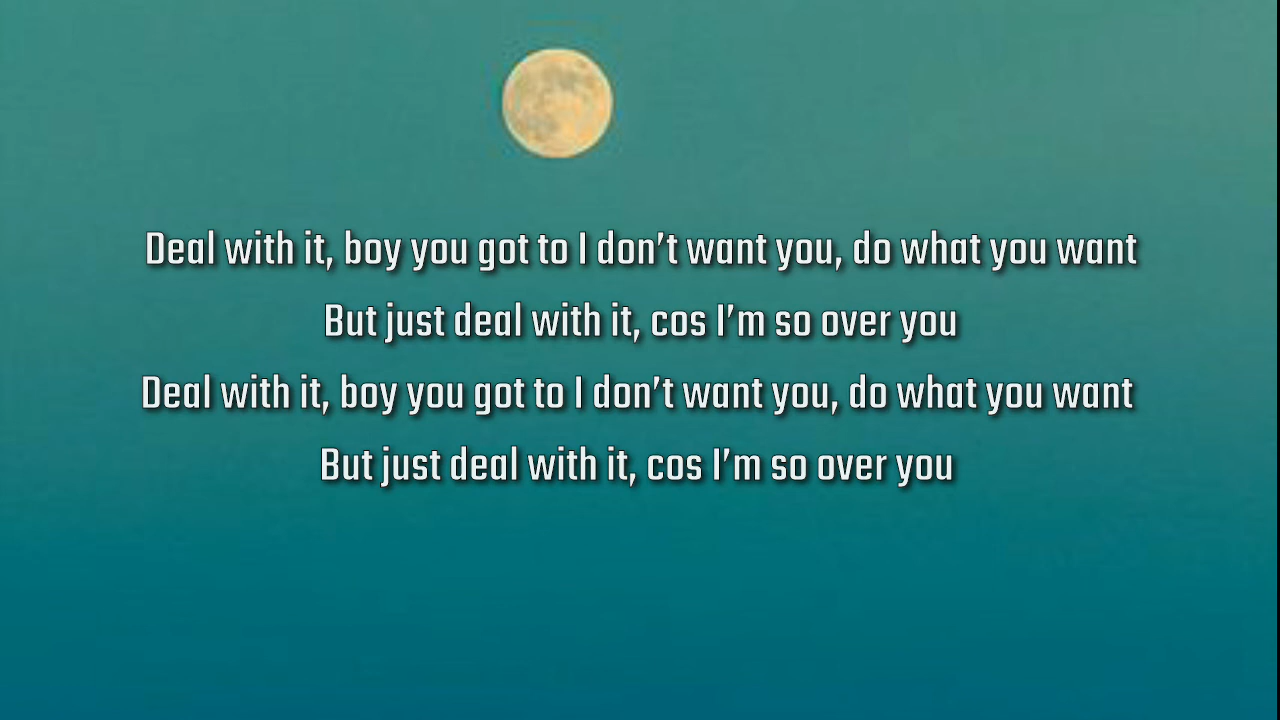 Deal with it, boy you got to I don’t want you, do what you want
But just deal with it, cos I’m so over you
Deal with it, boy you got to I don’t want you, do what you want
But just deal with it, cos I’m so over you